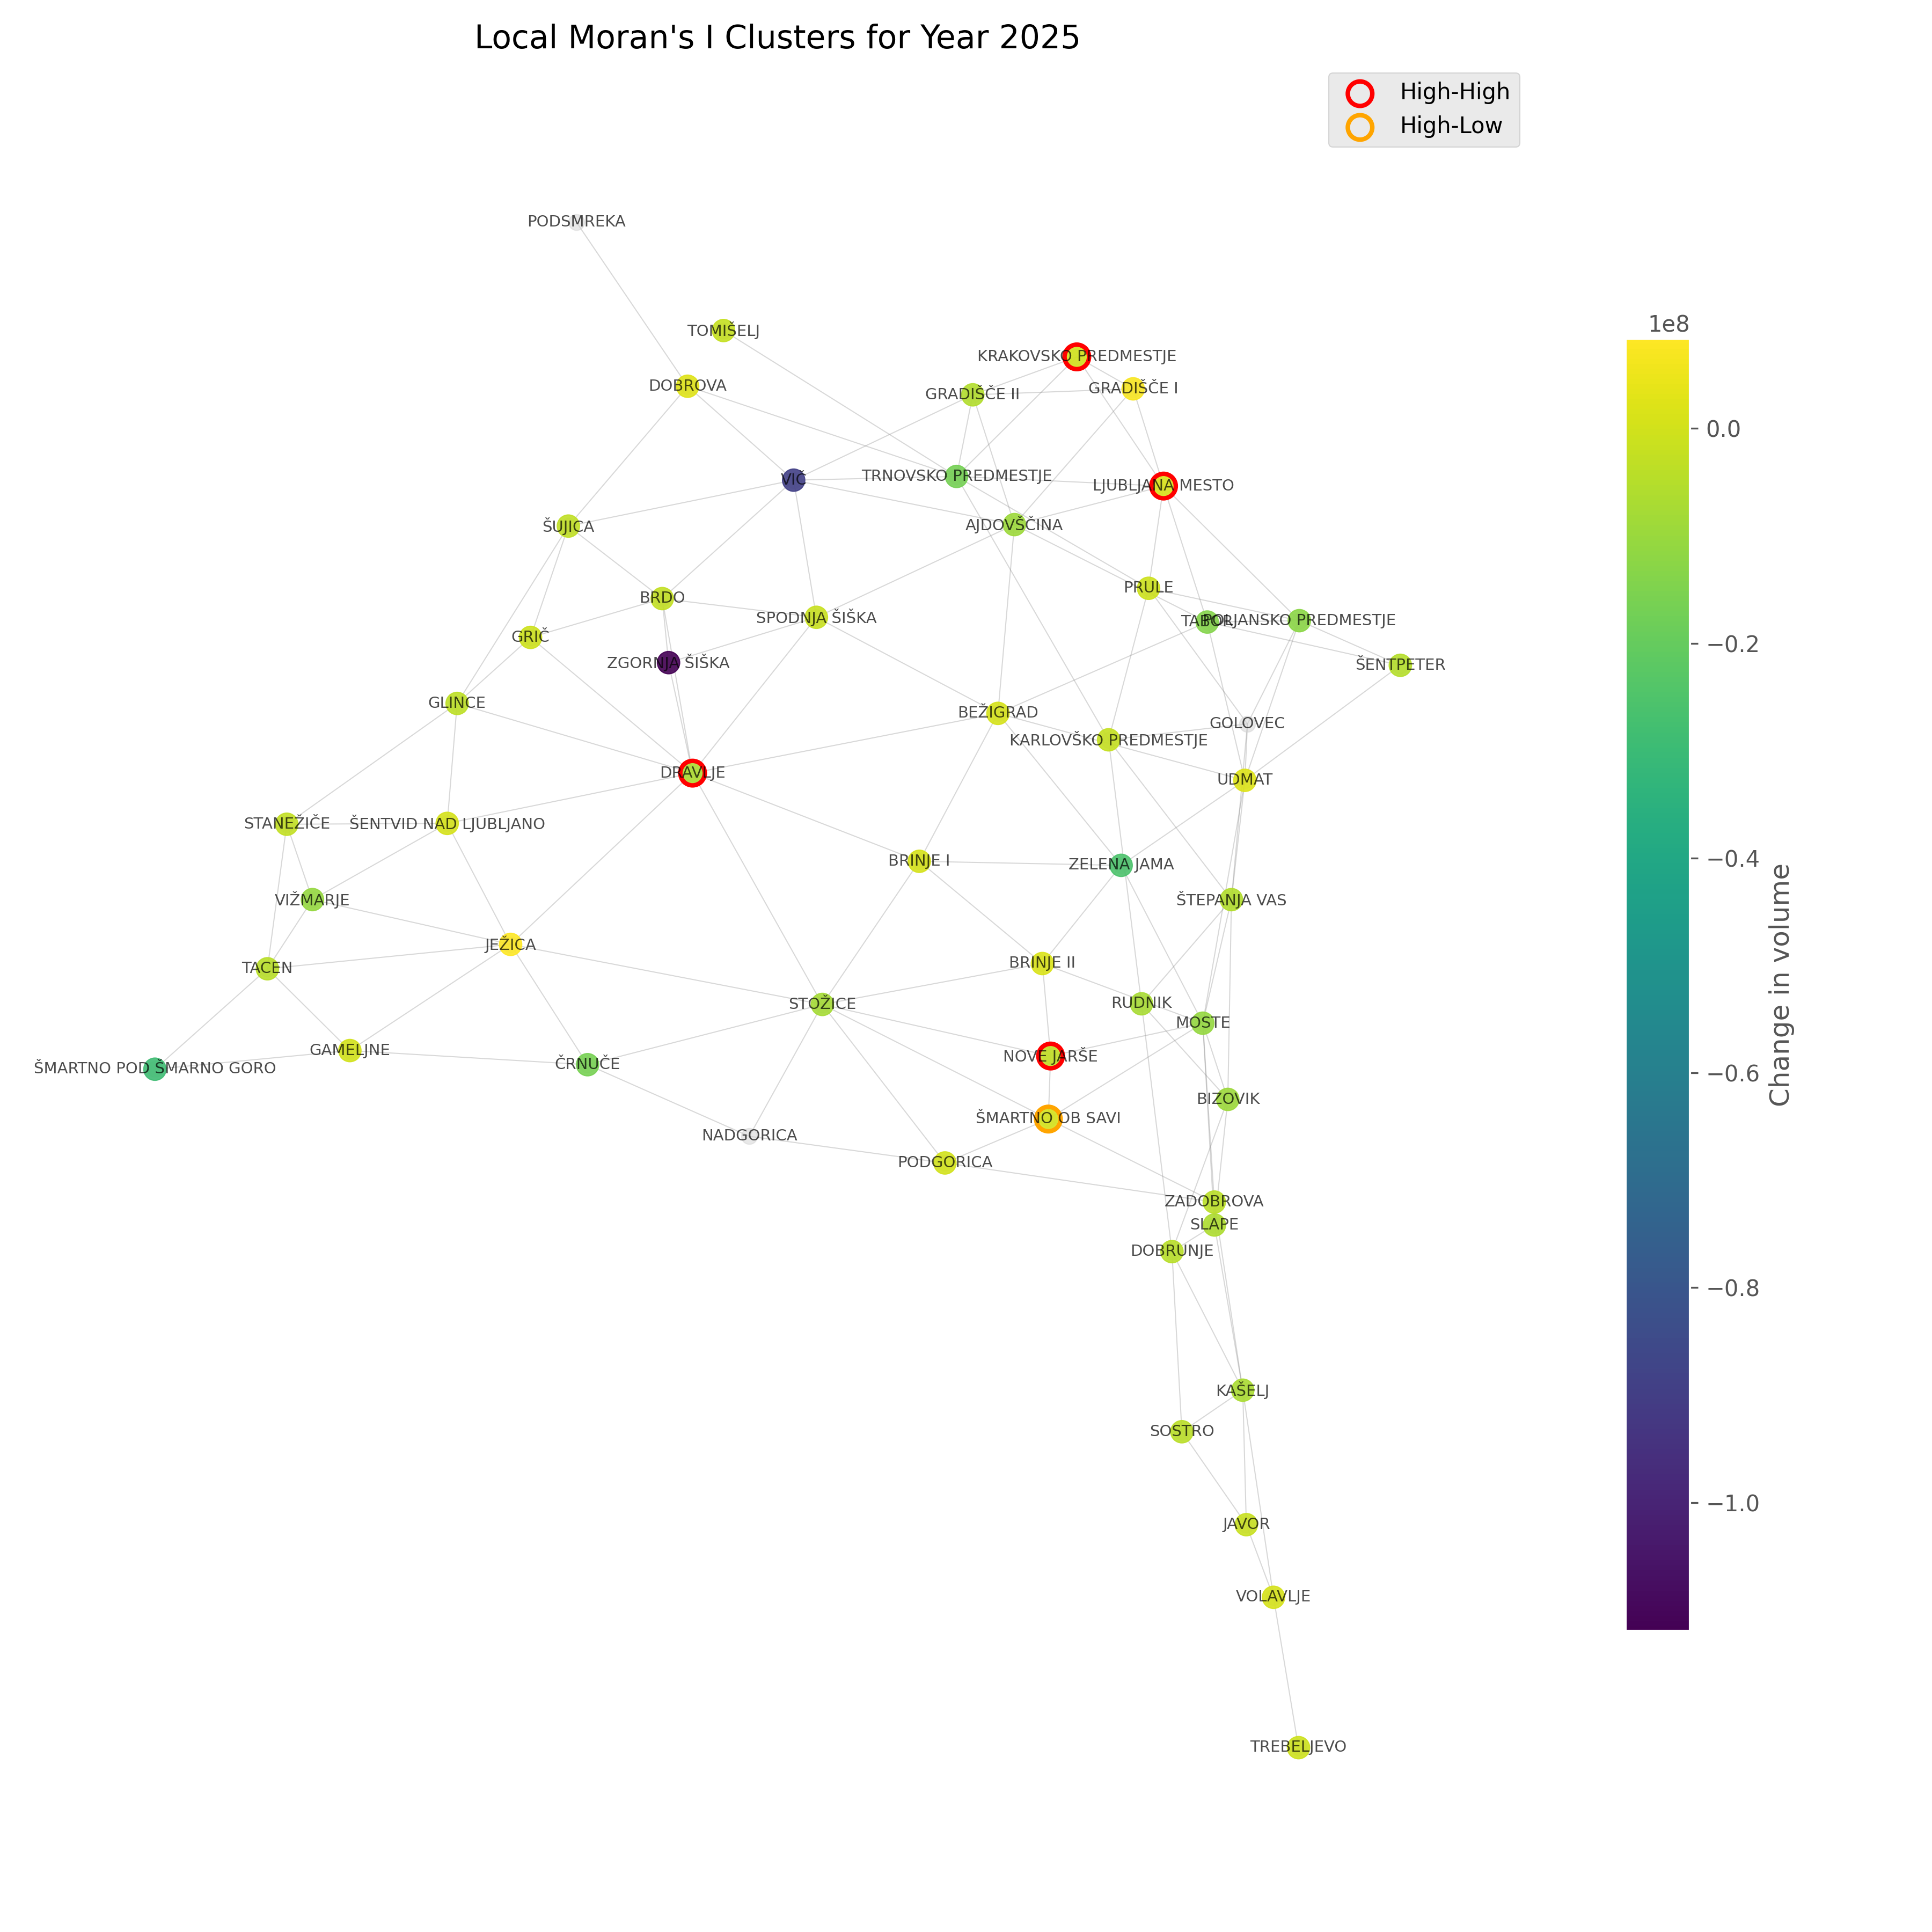 Local Moran's I Clusters for Year 2025
High-High
High-Low
PODSMREKA
1e8
TOMIŠELJ
KRAKOVSKO PREDMESTJE
DOBROVA
GRADIŠČE II
GRADIŠČE I
0.0
VIČ
TRNOVSKO PREDMESTJE
LJUBLJANA MESTO
ŠUJICA
AJDOVŠČINA
PRULE
BRDO
SPODNJA ŠIŠKA
TABOR
POLJANSKO PREDMESTJE
GRIČ
−0.2
ZGORNJA ŠIŠKA
ŠENTPETER
GLINCE
BEŽIGRAD
GOLOVEC
KARLOVŠKO PREDMESTJE
DRAVLJE
UDMAT
STANEŽIČE
ŠENTVID NAD LJUBLJANO
−0.4
BRINJE I
ZELENA JAMA
VIŽMARJE
ŠTEPANJA VAS
JEŽICA
TACEN
BRINJE II
Change in volume
STOŽICE
RUDNIK
MOSTE
GAMELJNE
NOVE JARŠE
ŠMARTNO POD ŠMARNO GORO
ČRNUČE
−0.6
BIZOVIK
ŠMARTNO OB SAVI
NADGORICA
PODGORICA
ZADOBROVA
SLAPE
DOBRUNJE
−0.8
KAŠELJ
SOSTRO
−1.0
JAVOR
VOLAVLJE
TREBELJEVO